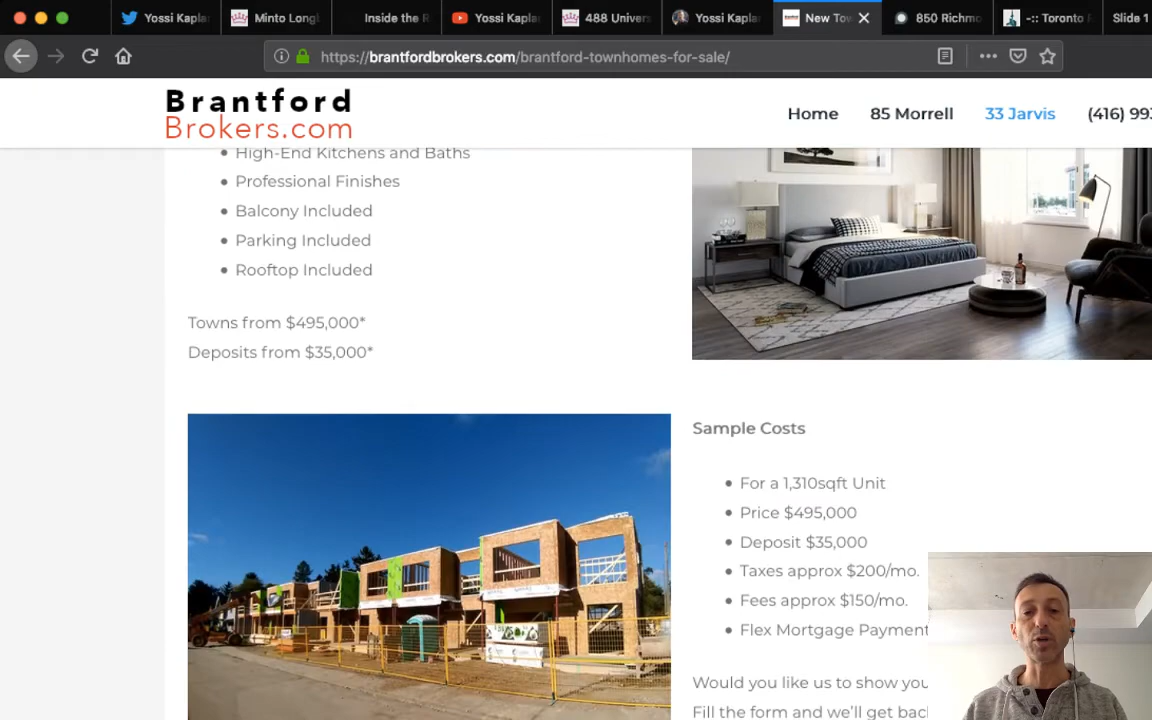 Yossi Kaplan
Minto Longl
Inside the R
Yossi Kapla
488 Univers
Yossi Kaplan
New Tow
850 Richmo
-:: Toronto R
Slide 1
https://brantfordbrokers.com/brantford-townhomes-for-sale/
Brantford
Brokers.com
Home
85 Morrell
33 Jarvis
(416) 993
High-End Kitchens and Baths
Professional Finishes
Balcony Included
Parking Included
Rooftop Included
Towns from $495,000*
Deposits from $35,000*
Sample Costs
For a 1,310sqft Unit
Price $495,000
Deposit $35,000
Taxes approx $200/mo.
Fees approx $150/mo.
Flex Mortgage Payment
Would you like us to show you
Fill the form and we'll get back